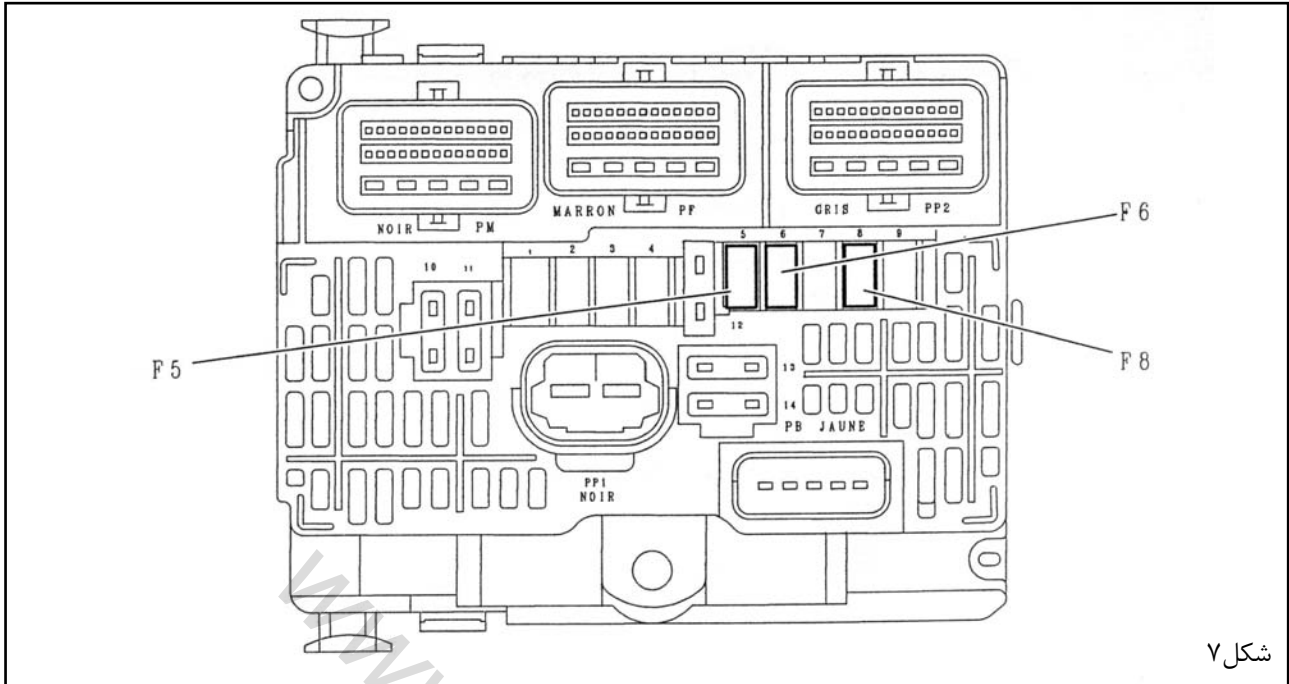 NOIR PM
MARRON PF
GRIS PP2
F 6
1 2 3 4
5 6 7 8 9
10 11
12
F 5
13
F 8
14
PB JAUNE
PP1
NOIR
WWW.
شکل۷